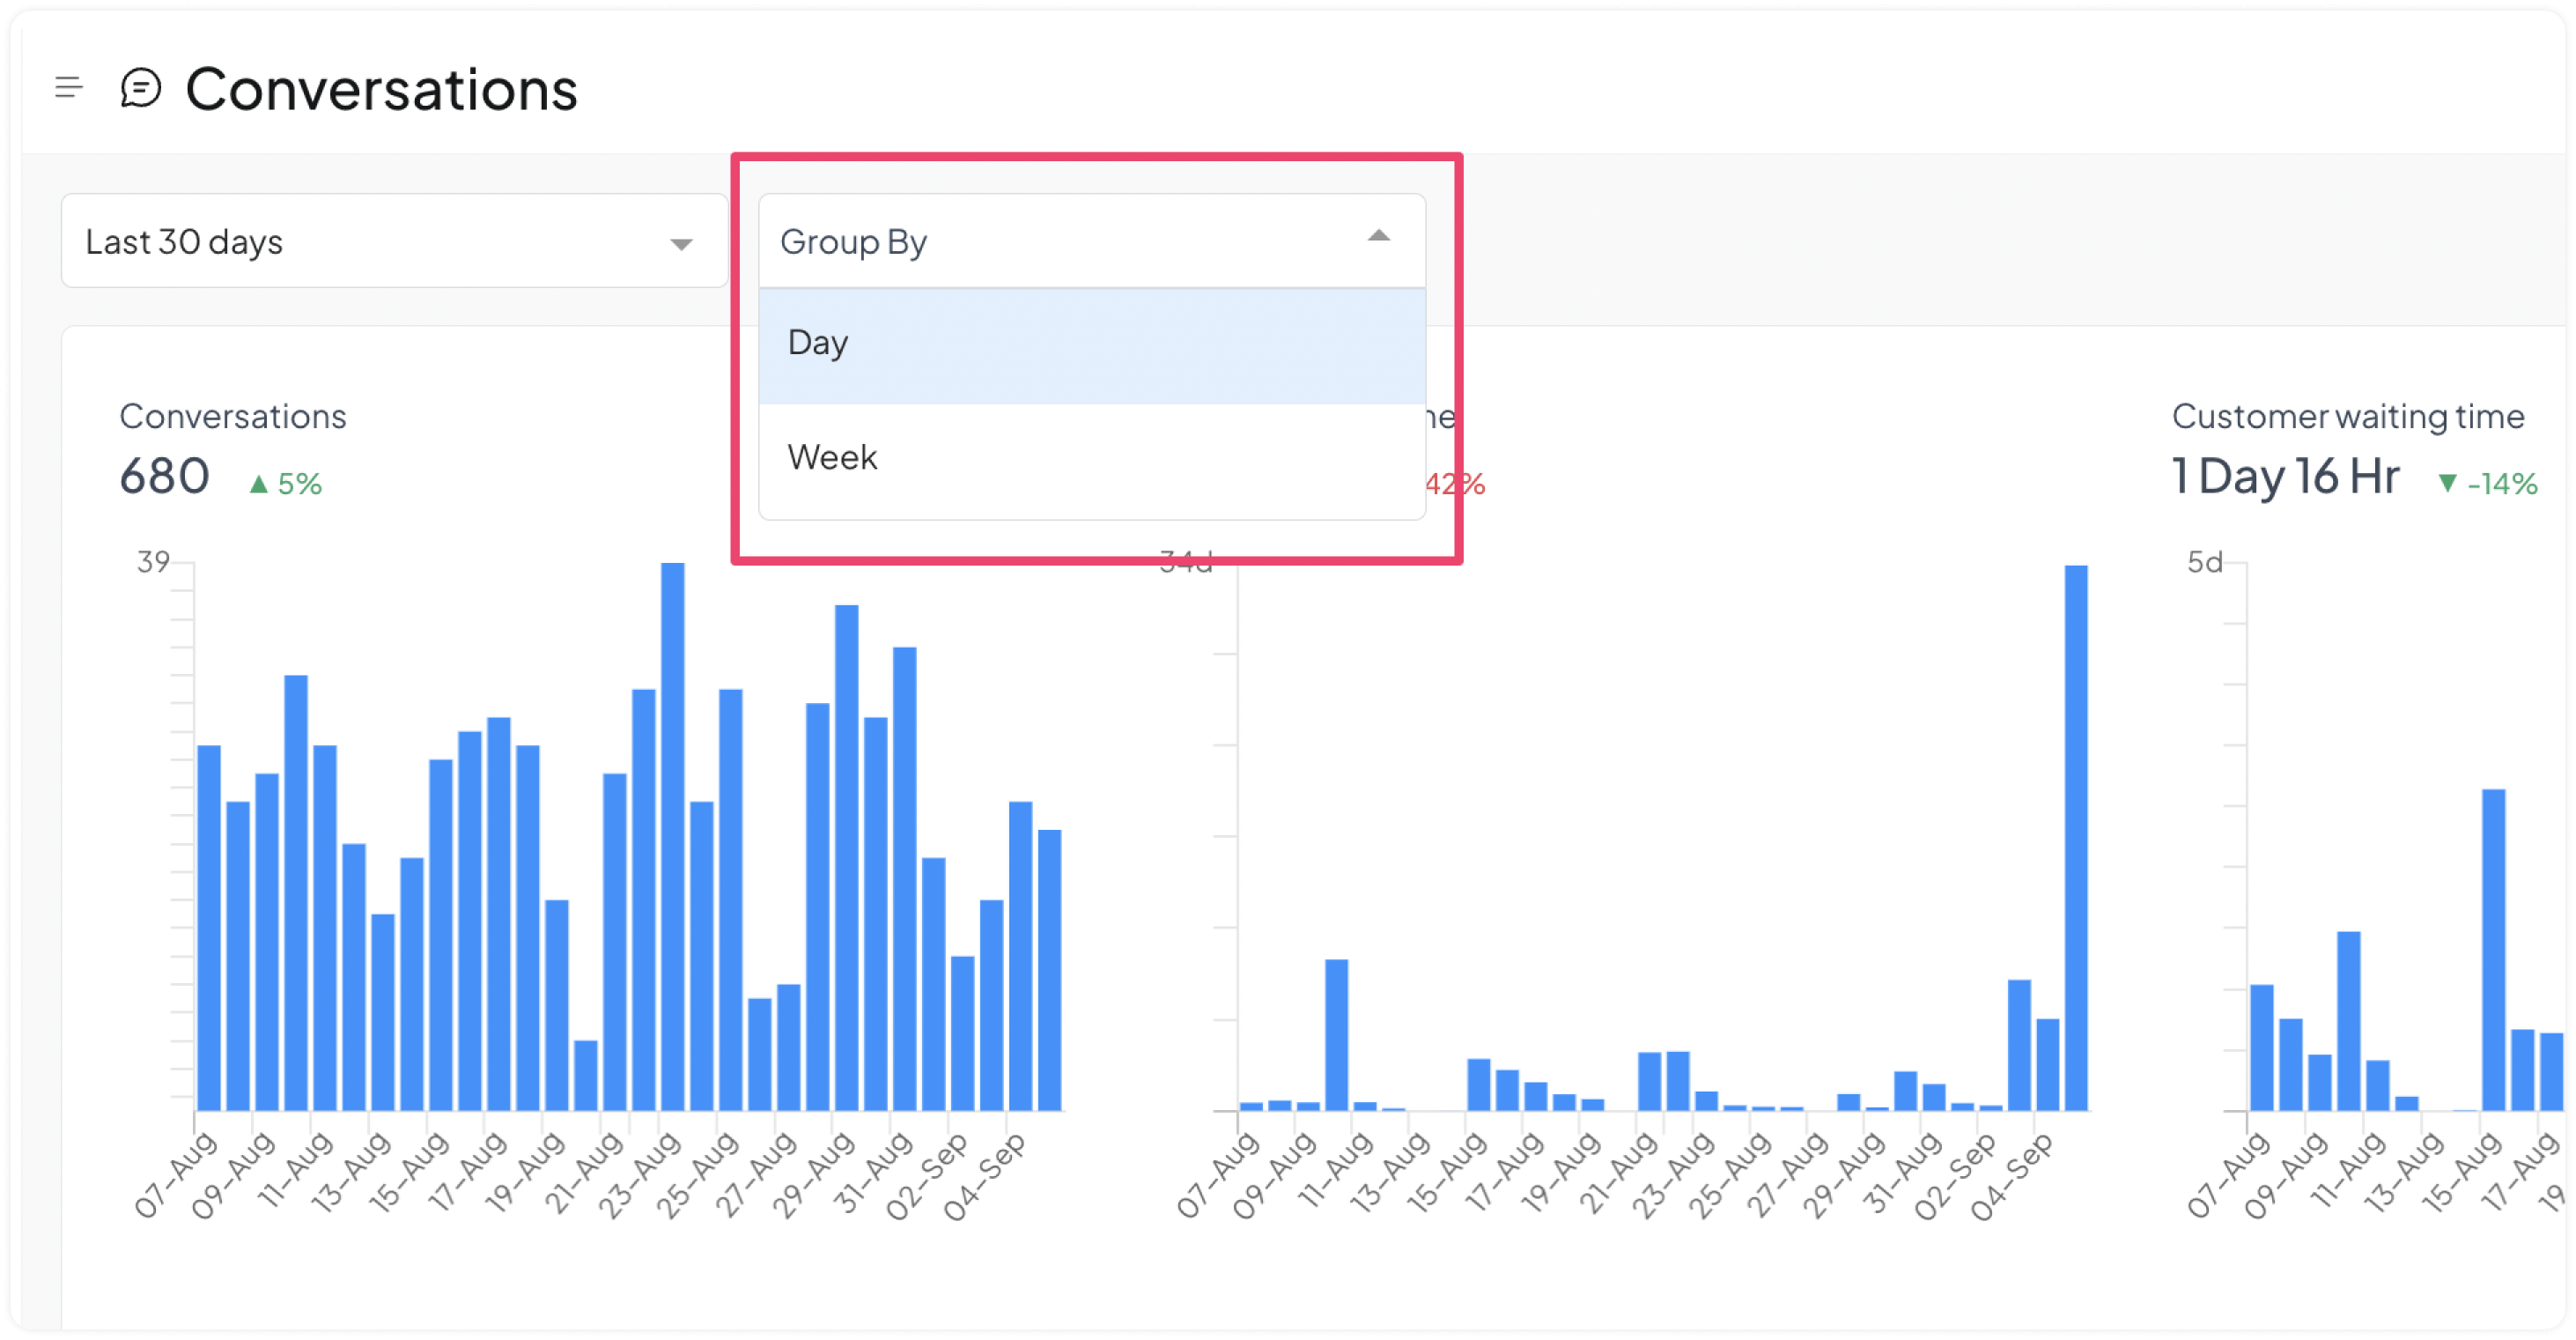 Conversations
Last 30 days
Group By
Day
Week
Conversations
680 ▲ 5%
42%
Customer waiting time
1 Day 16 Hr ▼ -14%
39
07-Aug
09-Aug
11-Aug
13-Aug
15-Aug
17-Aug
19-Aug
21-Aug
23-Aug
25-Aug
27-Aug
29-Aug
31-Aug
02-Sep
04-Sep
34d
07-Aug
09-Aug
11-Aug
13-Aug
15-Aug
17-Aug
19-Aug
21-Aug
23-Aug
25-Aug
27-Aug
29-Aug
31-Aug
02-Sep
04-Sep
5d
07-Aug
09-Aug
11-Aug
13-Aug
15-Aug
17-Aug
19